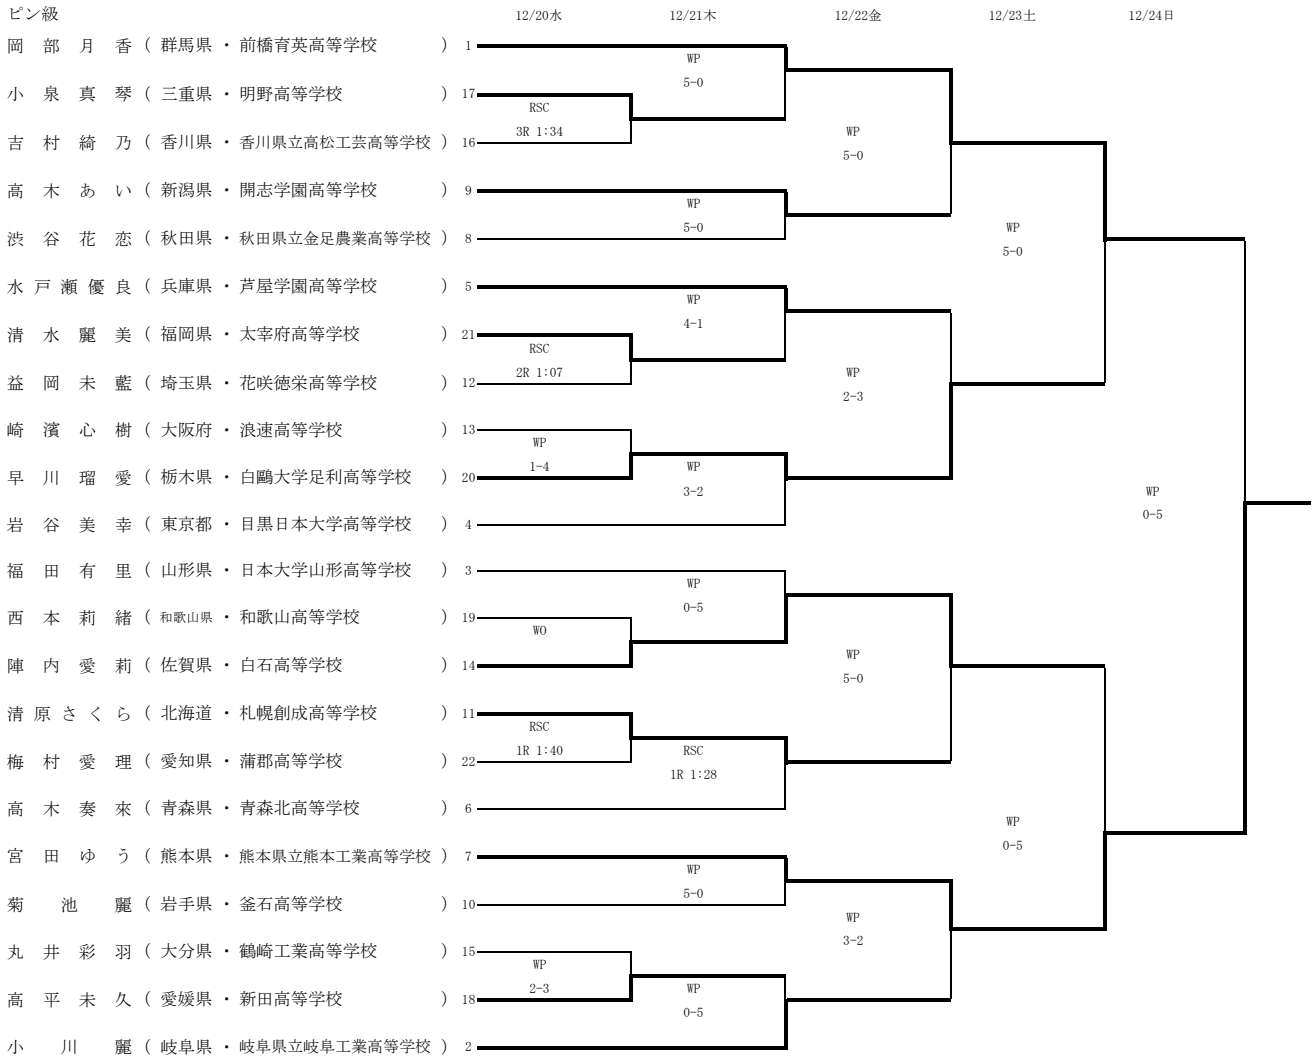 ピン級 12/20水 12/21木 12/22金 12/23土 12/24日
岡部月香 ( 群馬県 ・ 前橋育英高等学校 ) 1
WP
5-0
小泉真琴 ( 三重県 ・ 明野高等学校 ) 17
RSC
3R 1:34
WP
5-0
吉村綺乃 ( 香川県 ・ 香川県立高松工芸高等学校 ) 16
高木あい ( 新潟県 ・ 開志学園高等学校 ) 9
WP
5-0
WP
5-0
渋谷花恋 ( 秋田県 ・ 秋田県立金足農業高等学校 ) 8
水戸瀬優良 ( 兵庫県 ・ 芦屋学園高等学校 ) 5
WP
4-1
清水麗美 ( 福岡県 ・ 太宰府高等学校 ) 21
RSC
2R 1:07
WP
2-3
益岡未藍 ( 埼玉県 ・ 花咲徳栄高等学校 ) 12
崎濱心樹 ( 大阪府 ・ 浪速高等学校 ) 13
WP
1-4
早川瑠愛 ( 栃木県 ・ 白鷗大学足利高等学校 ) 20
WP
3-2
WP
0-5
岩谷美幸 ( 東京都 ・ 目黒日本大学高等学校 ) 4
福田有里 ( 山形県 ・ 日本大学山形高等学校 ) 3
WP
0-5
西本莉緒 ( 和歌山県 ・ 和歌山高等学校 ) 19
WO
陣内愛莉 ( 佐賀県 ・ 白石高等学校 ) 14
WP
5-0
清原さくら ( 北海道 ・ 札幌創成高等学校 ) 11
RSC
1R 1:40
梅村愛理 ( 愛知県 ・ 蒲郡高等学校 ) 22
RSC
1R 1:28
高木奏來 ( 青森県 ・ 青森北高等学校 ) 6
WP
0-5
宮田ゆう ( 熊本県 ・ 熊本県立熊本工業高等学校 ) 7
WP
5-0
菊池麗 ( 岩手県 ・ 釜石高等学校 ) 10
WP
3-2
丸井彩羽 ( 大分県 ・ 鶴崎工業高等学校 ) 15
WP
2-3
高平未久 ( 愛媛県 ・ 新田高等学校 ) 18
WP
0-5
小川麗 ( 岐阜県 ・ 岐阜県立岐阜工業高等学校 ) 2